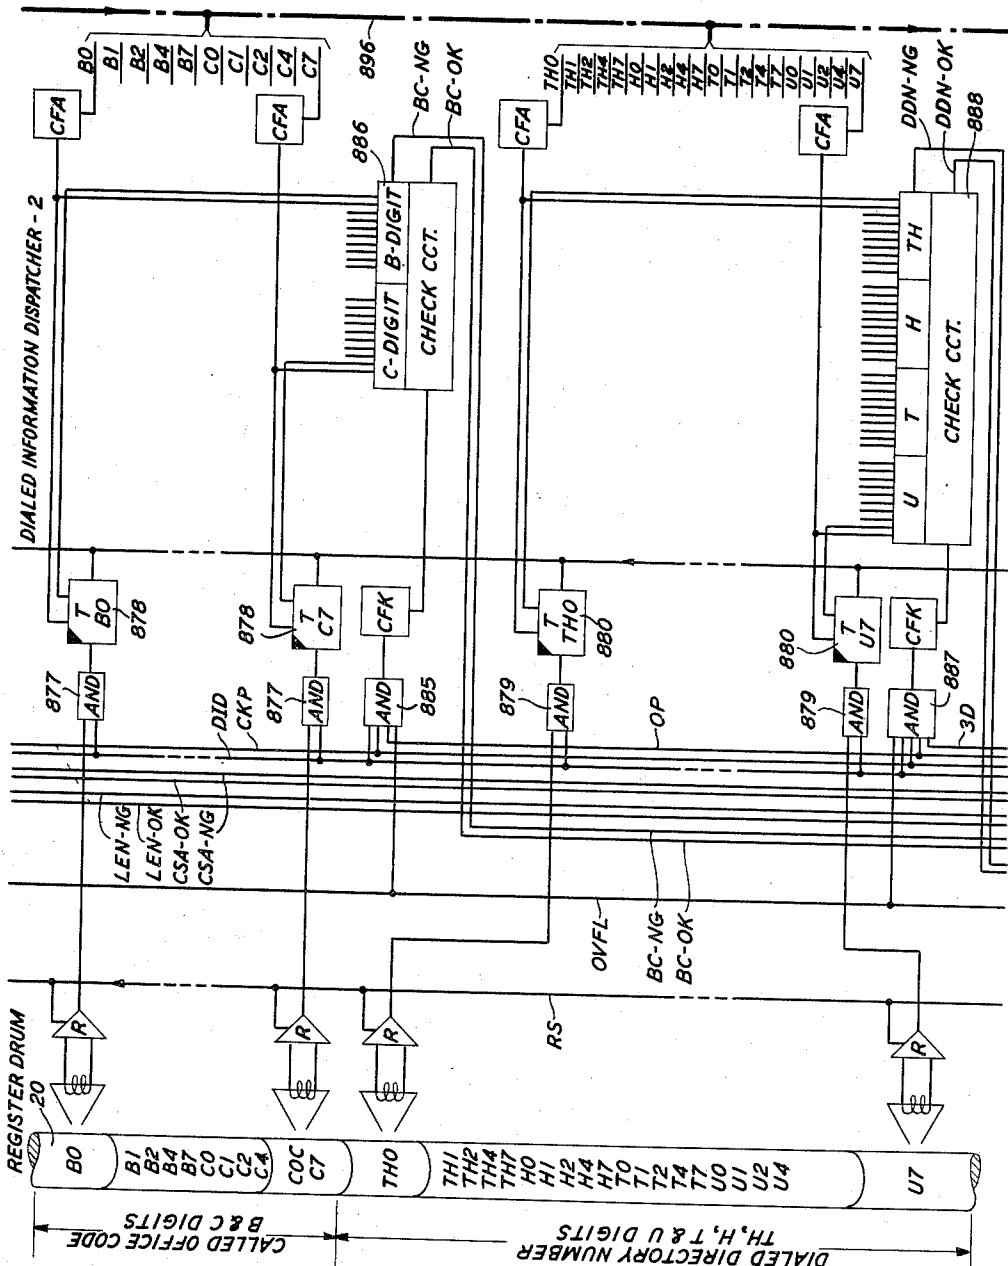 DIALED INFORMATION DISPATCHER - 2
896
B0
B1
B2
B4
B7
C0
C1
C2
C4
C7
CFA
CFA
BC-NG
BC-OK
886
C-DIGIT
B-DIGIT
CHECK CCT.
TH0
TH1
TH2
TH4
TH7
H0
H1
H2
H4
H7
T0
T1
T2
T4
T7
U0
U1
U2
U4
U7
CFA
CFA
DDN-NG
DDN-OK
888
U
T
H
TH
CHECK CCT.
T
B0
878
878
T
C7
CFK
T
TH0
880
880
T
U7
CFK
877
AND
877
AND
AND
885
879
AND
879
AND
AND
887
DID
CKP
OP
3D
LEN-NG
LEN-OK
CSA-OK
CSA-NG
OVFL
BC-NG
BC-OK
RS
R
R
R
R
REGISTER DRUM
20
B0
B1
B2
B4
B7
C0
C1
C2
C4
COC
C7
TH0
TH1
TH2
TH4
TH7
H0
H1
H2
H4
H7
T0
T1
T2
T4
T7
U0
U1
U2
U4
U7
CALLED OFFICE CODE
B & C DIGITS
DIALED DIRECTORY NUMBER
TH, H, T & U DIGITS